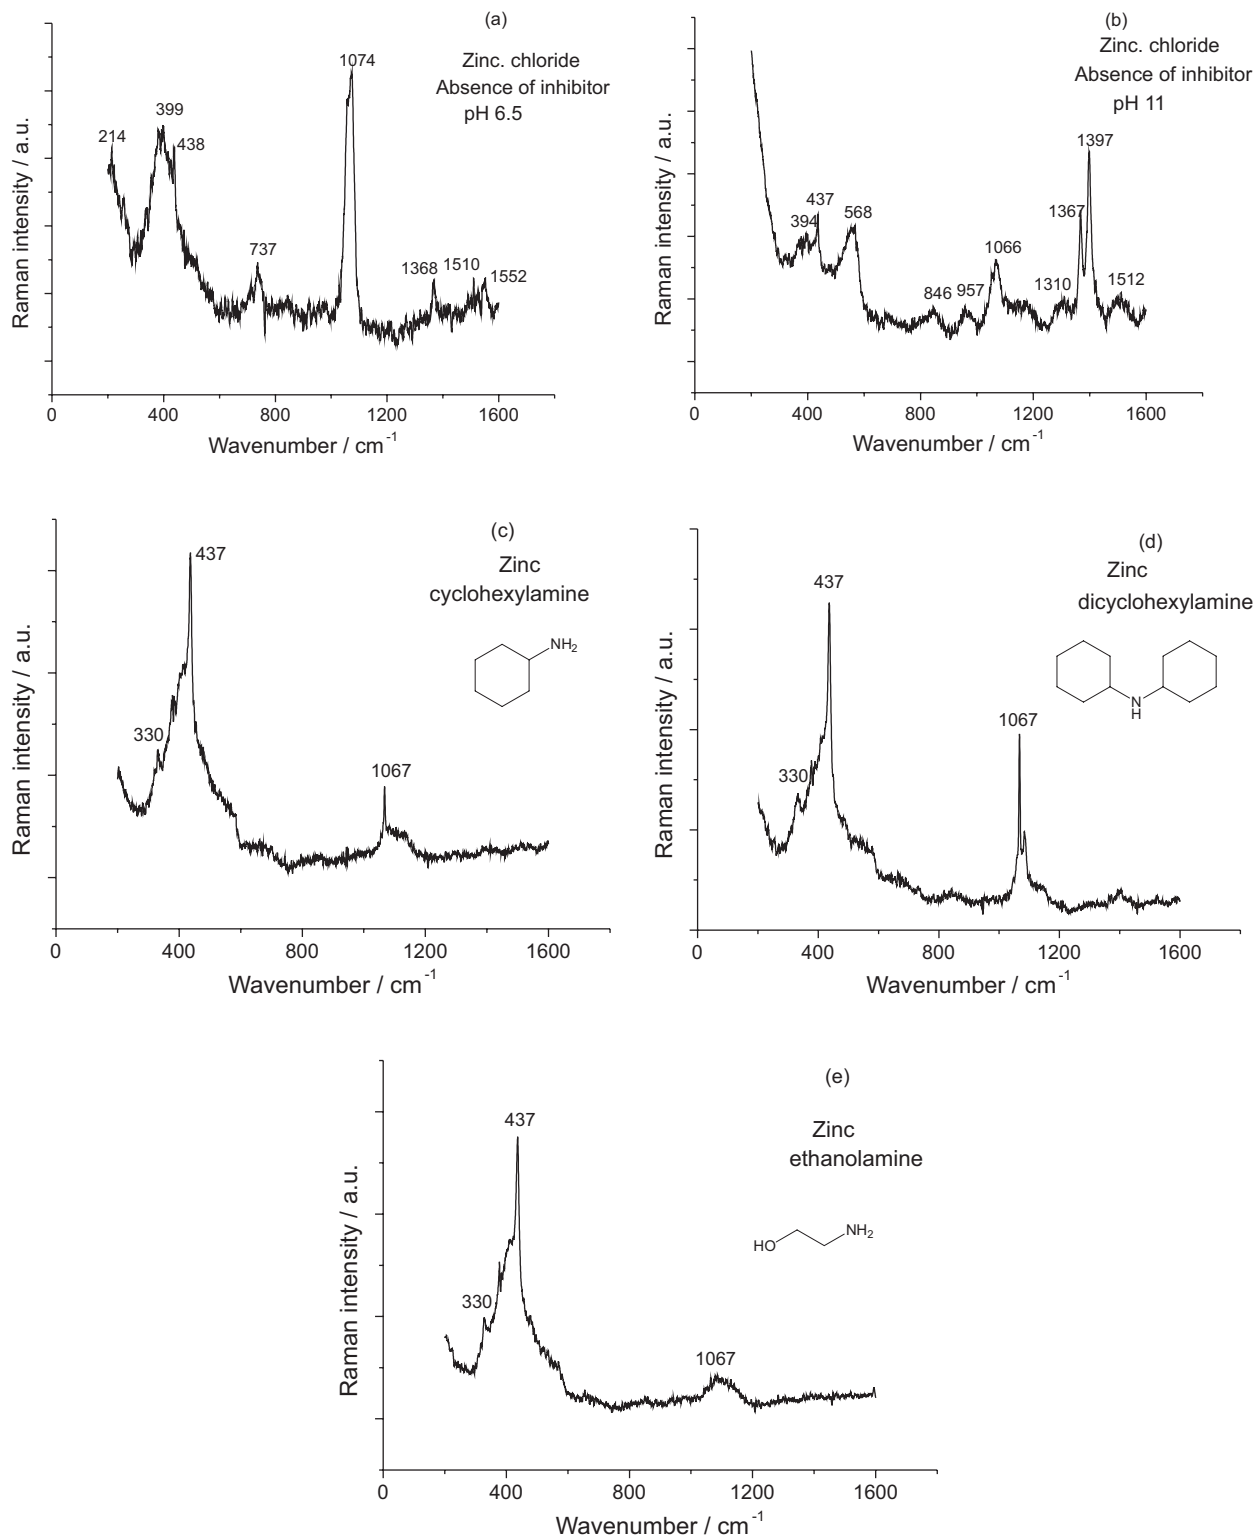 (a)
Zinc. chloride
Absence of inhibitor
pH 6.5
1074
399
214
438
737
1368
1510
1552
Raman intensity / a.u.
0
400
800
1200
1600
Wavenumber / cm-1
(b)
Zinc. chloride
Absence of inhibitor
pH 11
1397
437
394
568
1367
1066
846
957
1310
1512
Raman intensity / a.u.
0
400
800
1200
1600
Wavenumber / cm-1
(c)
Zinc
cyclohexylamine
NH2
437
330
1067
Raman intensity / a.u.
0
400
800
1200
1600
Wavenumber / cm-1
(d)
Zinc
dicyclohexylamine
N
H
437
1067
330
Raman intensity / a.u.
0
400
800
1200
1600
Wavenumber / cm-1
(e)
Zinc
ethanolamine
HO
NH2
437
330
1067
Raman intensity / a.u.
0
400
800
1200
1600
Wavenumber / cm-1